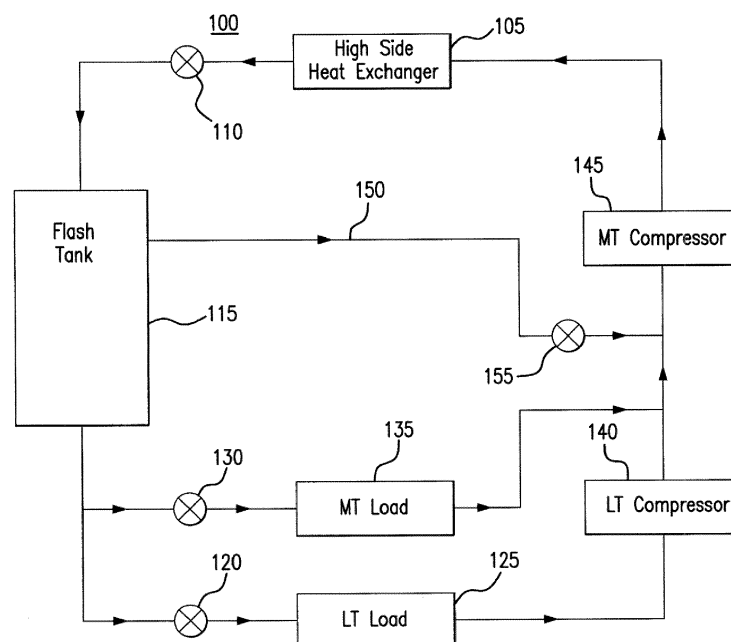 100
High Side
Heat Exchanger
105
110
145
MT Compressor
150
Flash
Tank
115
155
135
140
130
MT Load
LT Compressor
120
125
LT Load